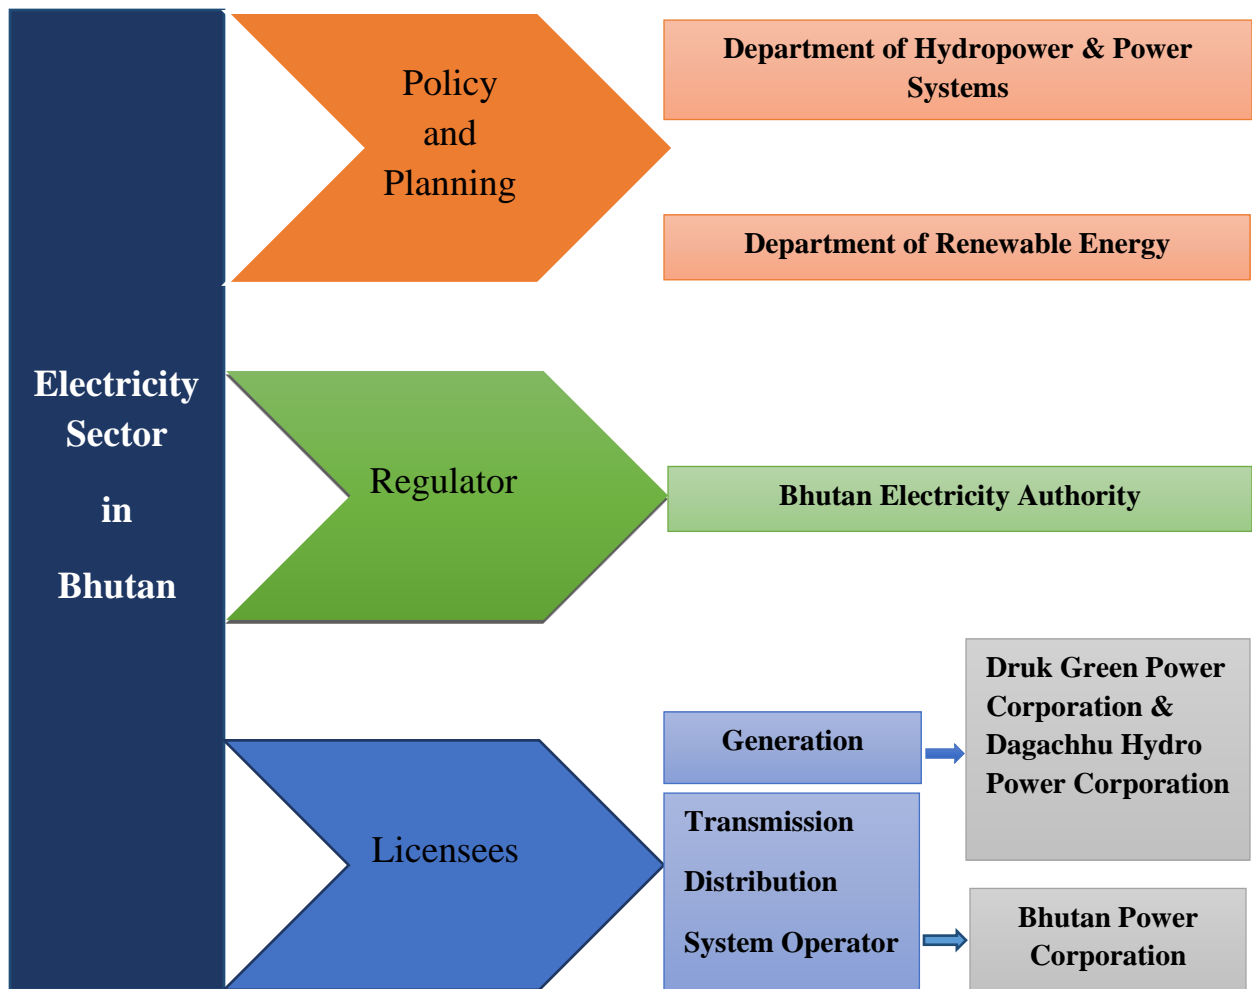 Electricity
Sector
in
Bhutan
Policy
and
Planning
Department of Hydropower & Power
Systems
Department of Renewable Energy
Regulator
Bhutan Electricity Authority
Licensees
Generation
Druk Green Power
Corporation &
Dagachhu Hydro
Power Corporation
Transmission
Distribution
System Operator
Bhutan Power
Corporation